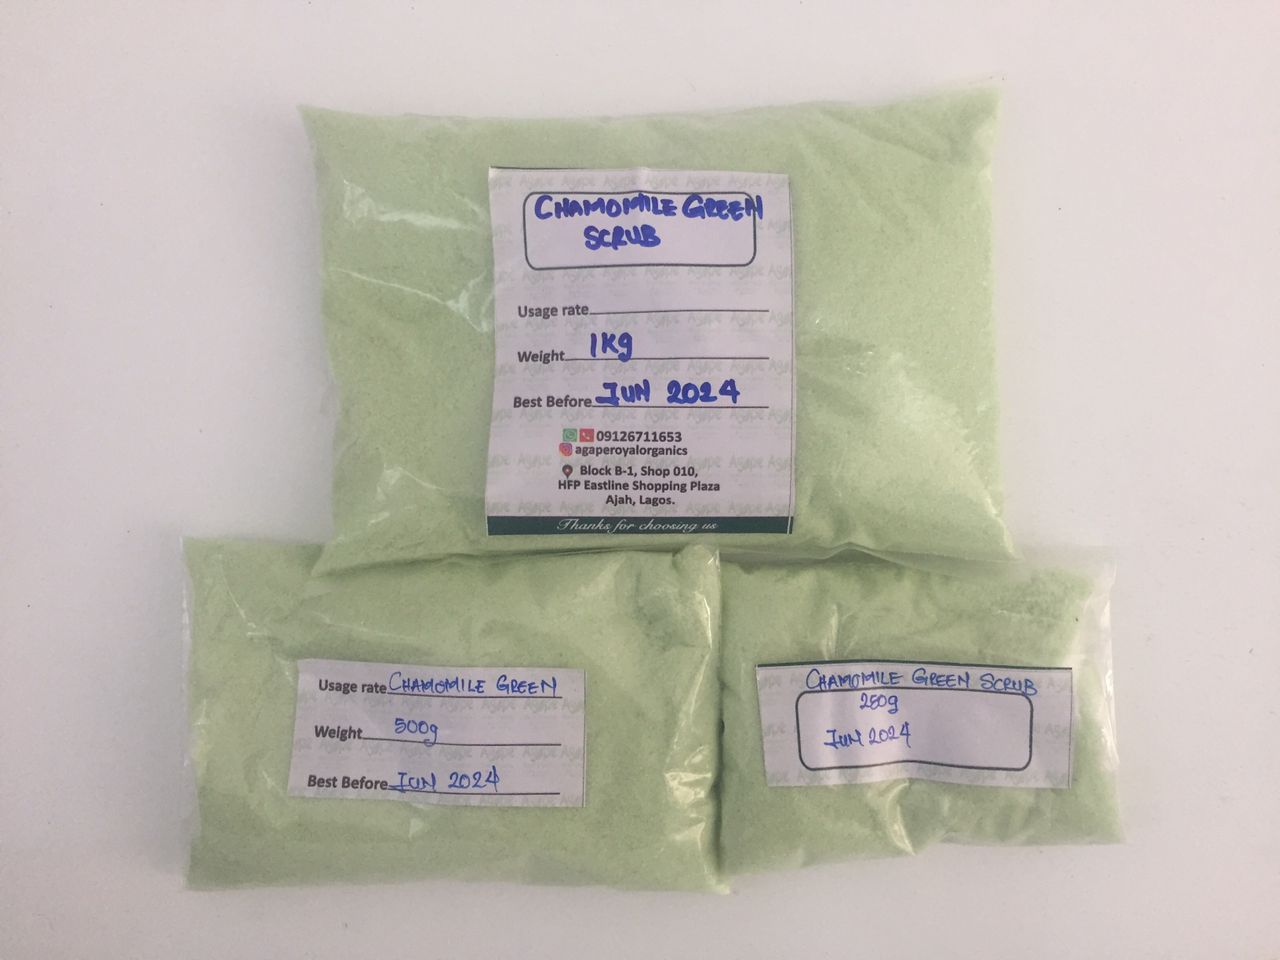 CHAMOMILE GREEN
SCRUB
Usage rate
Weight 1Kg
Best Before JUN 2024
09126711653
agaperoyalorganics
Block B-1, Shop 010,
HFP Eastline Shopping Plaza
Ajah, Lagos.
Thanks for choosing us
Usage rate CHAMOMILE GREEN
Weight 500g
Best Before JUN 2024
CHAMOMILE GREEN SCRUB
250g
JUN 2024